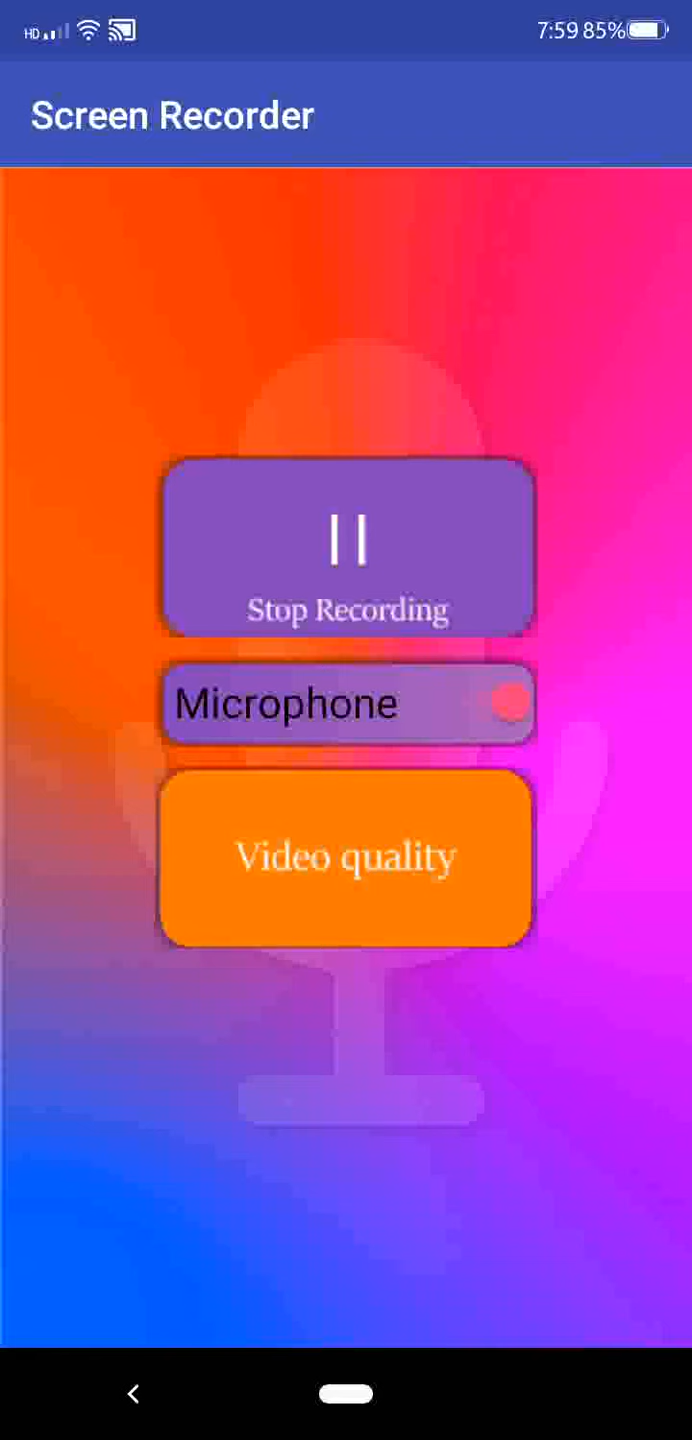 HD 7:59 85%
Screen Recorder
Stop Recording
Microphone
Video quality